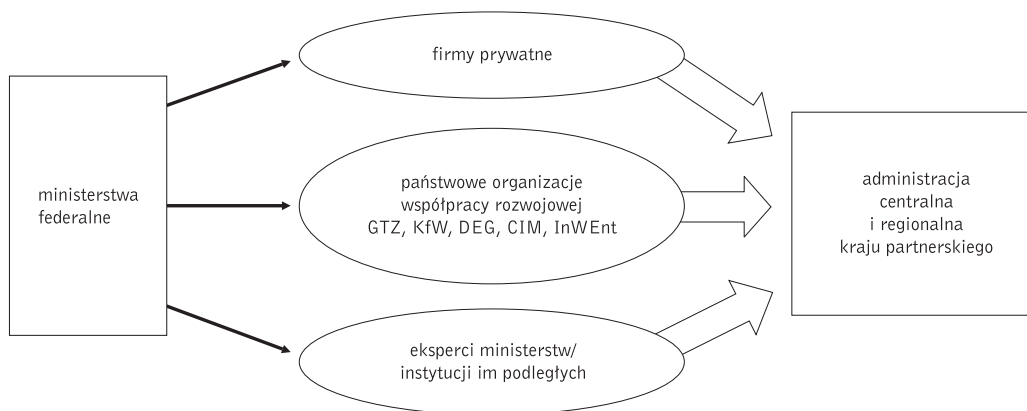 ministerstwa
federalne
firmy prywatne
państwowe organizacje
współpracy rozwojowej
GTZ, KfW, DEG, CIM, InWEnt
eksperci ministerstw/
instytucji im podległych
administracja
centralna
i regionalna
kraju partnerskiego